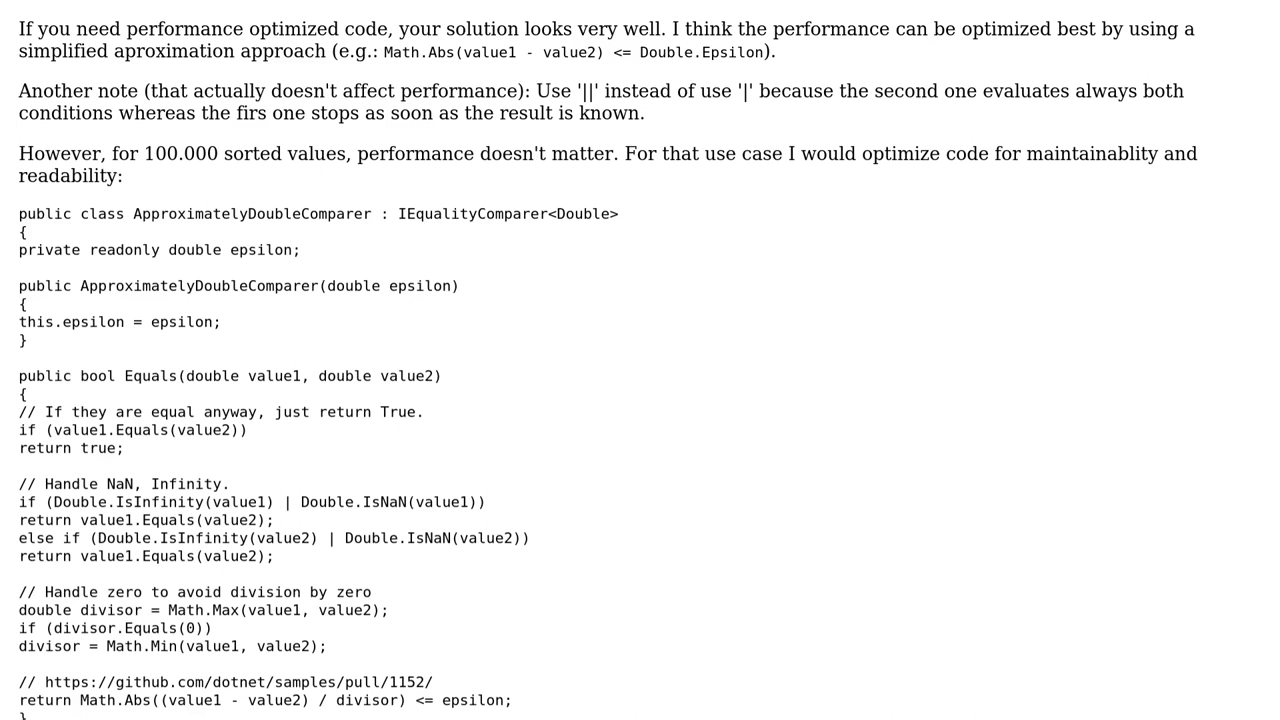 If you need performance optimized code, your solution looks very well. I think the performance can be optimized best by using a
simplified aproximation approach (e.g.: Math.Abs(value1 - value2) <= Double.Epsilon).
Another note (that actually doesn't affect performance): Use '||' instead of use '|' because the second one evaluates always both
conditions whereas the firs one stops as soon as the result is known.
However, for 100.000 sorted values, performance doesn't matter. For that use case I would optimize code for maintainablity and
readability:
public class ApproximatelyDoubleComparer : IEqualityComparer<Double>
{
private readonly double epsilon;
public ApproximatelyDoubleComparer(double epsilon)
{
this.epsilon = epsilon;
}
public bool Equals(double value1, double value2)
{
// If they are equal anyway, just return True.
if (value1.Equals(value2))
return true;
// Handle NaN, Infinity.
if (Double.IsInfinity(value1) | Double.IsNaN(value1))
return value1.Equals(value2);
else if (Double.IsInfinity(value2) | Double.IsNaN(value2))
return value1.Equals(value2);
// Handle zero to avoid division by zero
double divisor = Math.Max(value1, value2);
if (divisor.Equals(0))
divisor = Math.Min(value1, value2);
// https://github.com/dotnet/samples/pull/1152/
return Math.Abs((value1 - value2) / divisor) <= epsilon;
}